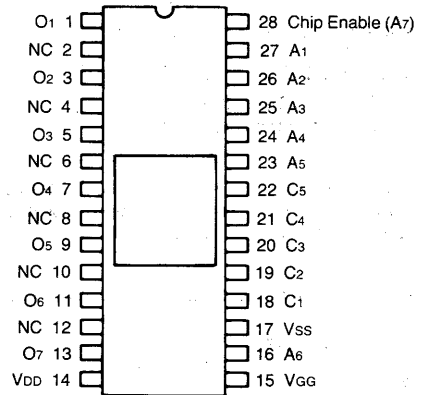 O1 1
NC 2
O2 3
NC 4
O3 5
NC 6
O4 7
NC 8
O5 9
NC 10
O6 11
NC 12
O7 13
VDD 14
28 Chip Enable (A7)
27 A1
26 A2
25 A3
24 A4
23 A5
22 C5
21 C4
20 C3
19 C2
18 C1
17 VSS
16 A6
15 VGG